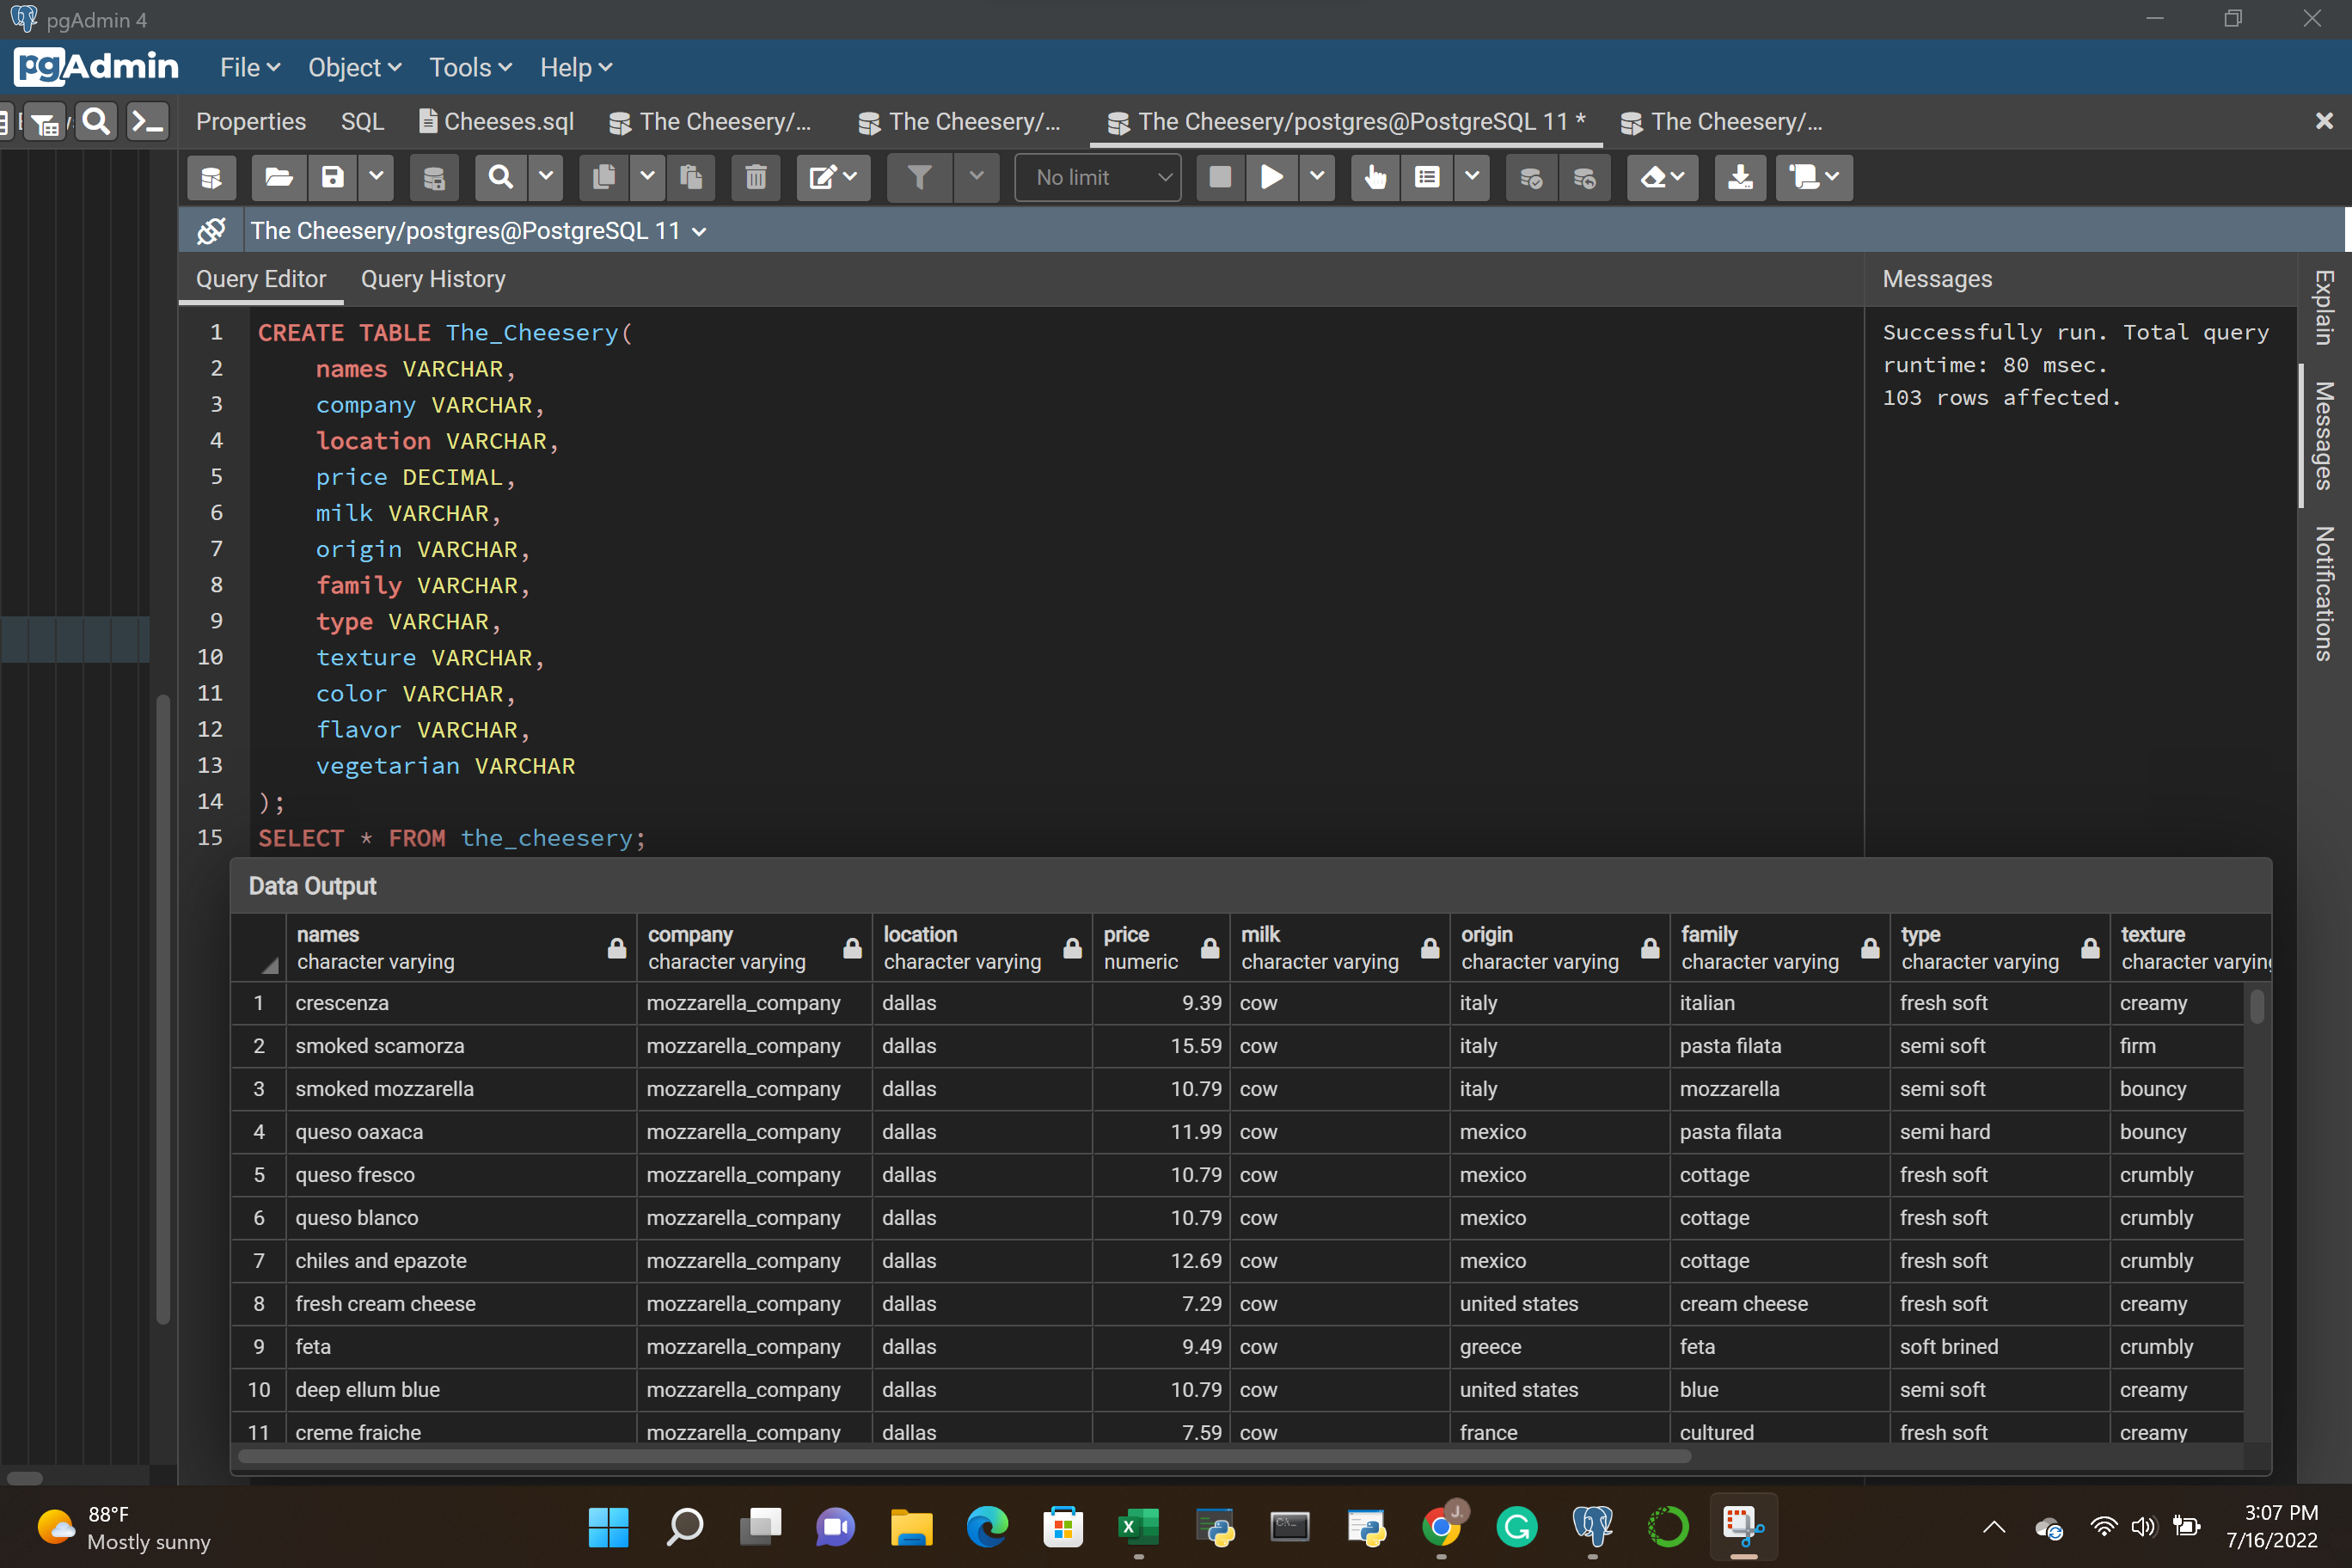 pgAdmin 4
pgAdmin File Object Tools Help
Properties SQL Cheeses.sql The Cheesery/... The Cheesery/... The Cheesery/postgres@PostgreSQL 11 * The Cheesery/...
No limit
The Cheesery/postgres@PostgreSQL 11
Query Editor Query History
Messages
Explain
Messages
Notifications
1 CREATE TABLE The_Cheesery(
2 names VARCHAR,
3 company VARCHAR,
4 location VARCHAR,
5 price DECIMAL,
6 milk VARCHAR,
7 origin VARCHAR,
8 family VARCHAR,
9 type VARCHAR,
10 texture VARCHAR,
11 color VARCHAR,
12 flavor VARCHAR,
13 vegetarian VARCHAR
14 );
15 SELECT * FROM the_cheesery;
Successfully run. Total query
runtime: 80 msec.
103 rows affected.
Data Output
names company location price milk origin family type texture
character varying character varying character varying numeric character varying character varying character varying character varying character varying
1 crescenza mozzarella_company dallas 9.39 cow italy italian fresh soft creamy
2 smoked scamorza mozzarella_company dallas 15.59 cow italy pasta filata semi soft firm
3 smoked mozzarella mozzarella_company dallas 10.79 cow italy mozzarella semi soft bouncy
4 queso oaxaca mozzarella_company dallas 11.99 cow mexico pasta filata semi hard bouncy
5 queso fresco mozzarella_company dallas 10.79 cow mexico cottage fresh soft crumbly
6 queso blanco mozzarella_company dallas 10.79 cow mexico cottage fresh soft crumbly
7 chiles and epazote mozzarella_company dallas 12.69 cow mexico cottage fresh soft crumbly
8 fresh cream cheese mozzarella_company dallas 7.29 cow united states cream cheese fresh soft creamy
9 feta mozzarella_company dallas 9.49 cow greece feta soft brined crumbly
10 deep ellum blue mozzarella_company dallas 10.79 cow united states blue semi soft creamy
11 creme fraiche mozzarella_company dallas 7.59 cow france cultured fresh soft creamy
88°F
Mostly sunny
3:07 PM
7/16/2022